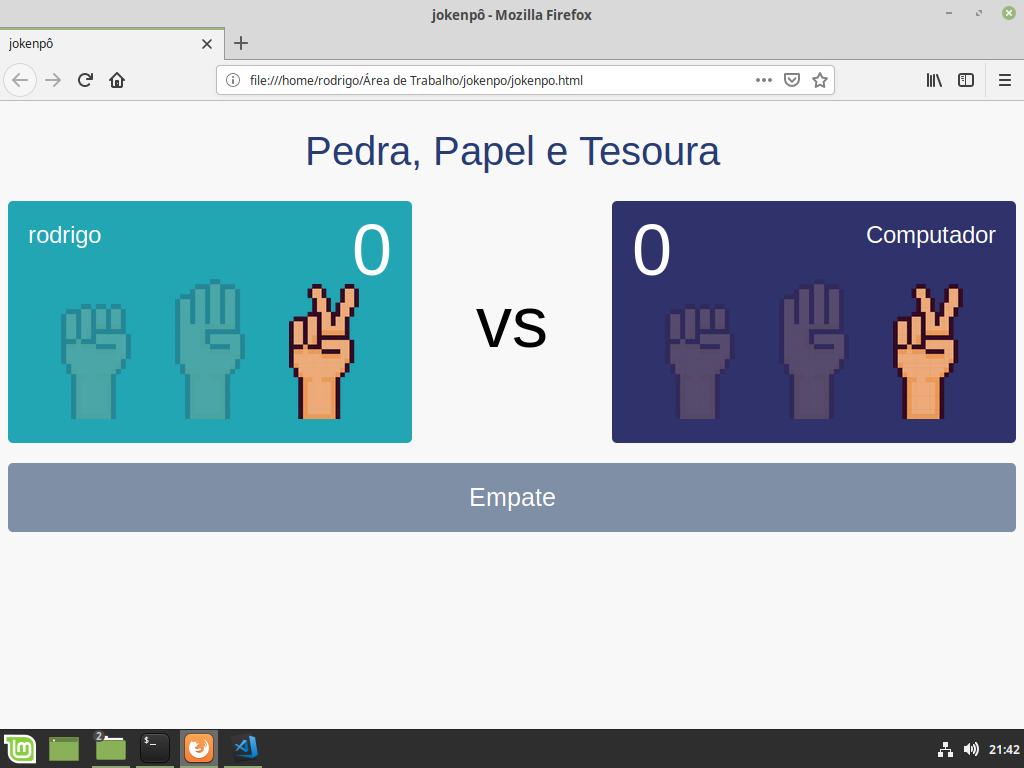 jokenpô - Mozilla Firefox
jokenpô
file:///home/rodrigo/Área de Trabalho/jokenpo/jokenpo.html
Pedra, Papel e Tesoura
rodrigo
0
vs
0
Computador
Empate
2
$_
21:42